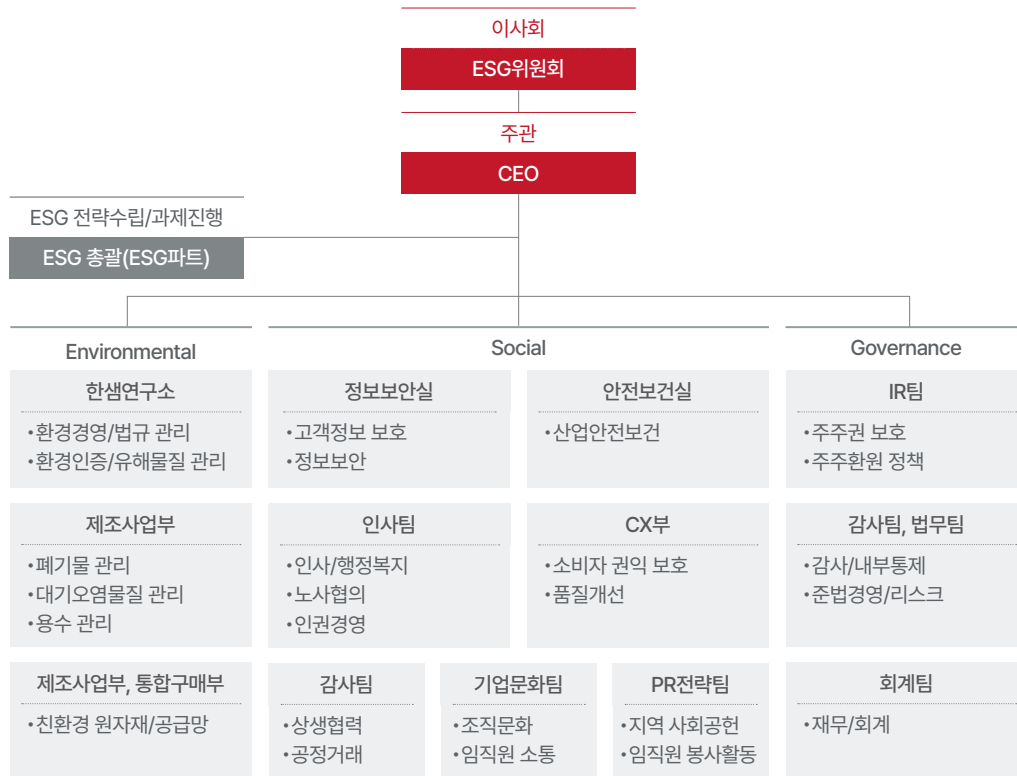 이사회
ESG위원회
주관
CEO
ESG 전략수립/과제진행
ESG 총괄(ESG파트)
Environmental
한샘연구소
•환경경영/법규 관리
•환경인증/유해물질 관리
제조사업부
•폐기물 관리
•대기오염물질 관리
•용수 관리
제조사업부, 통합구매부
•친환경 원자재/공급망
Social
정보보안실
•고객정보 보호
•정보보안
안전보건실
•산업안전보건
인사팀
•인사/행정복지
•노사협의
•인권경영
CX부
•소비자 권익 보호
•품질개선
감사팀
•상생협력
•공정거래
기업문화팀
•조직문화
•임직원 소통
PR전략팀
•지역 사회공헌
•임직원 봉사활동
Governance
IR팀
•주주권 보호
•주주환원 정책
감사팀, 법무팀
•감사/내부통제
•준법경영/리스크
회계팀
•재무/회계